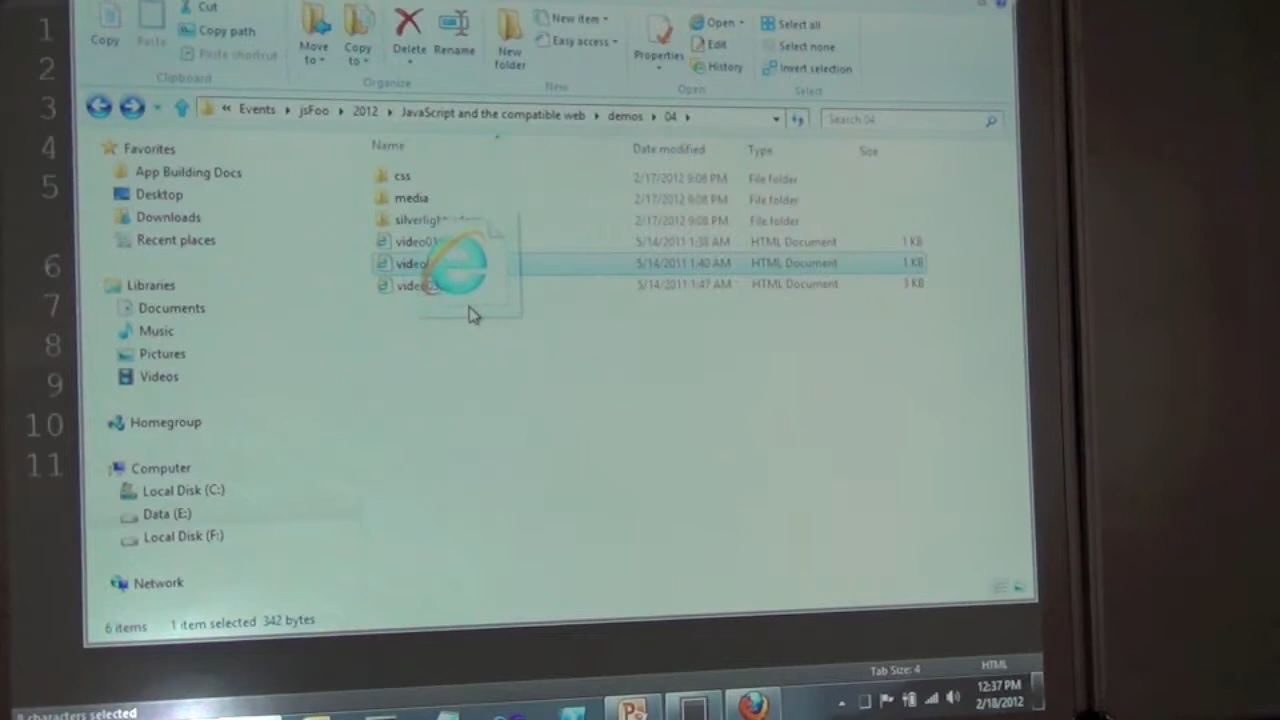 1
2
3
4
5
6
7
8
9
10
11
Cut
Copy
Paste
Copy path
Paste shortcut
Clipboard
Move to
Copy to
Delete
Rename
Organize
New folder
New item
Easy access
New
Properties
Open
Edit
History
Open
Select all
Select none
Invert selection
Select
« Events jsFoo 2012 JavaScript and the compatible web demos 04
Search 04
Name Date modified Type Size
css 2/17/2012 9:08 PM File folder
media 2/17/2012 9:08 PM File folder
2/17/2012 9:08 PM File folder
5/14/2011 1:38 AM HTML Document 1 KB
5/14/2011 1:40 AM HTML Document 1 KB
5/14/2011 1:47 AM HTML Document 3 KB
Favorites
App Building Docs
Desktop
Downloads
Recent places
Libraries
Documents
Music
Pictures
Videos
Homegroup
Computer
Local Disk (C:)
Data (E:)
Local Disk (F:)
Network
6 items 1 item selected 342 bytes
characters selected
Tab Size: 4 HTML
12:37 PM
2/18/2012